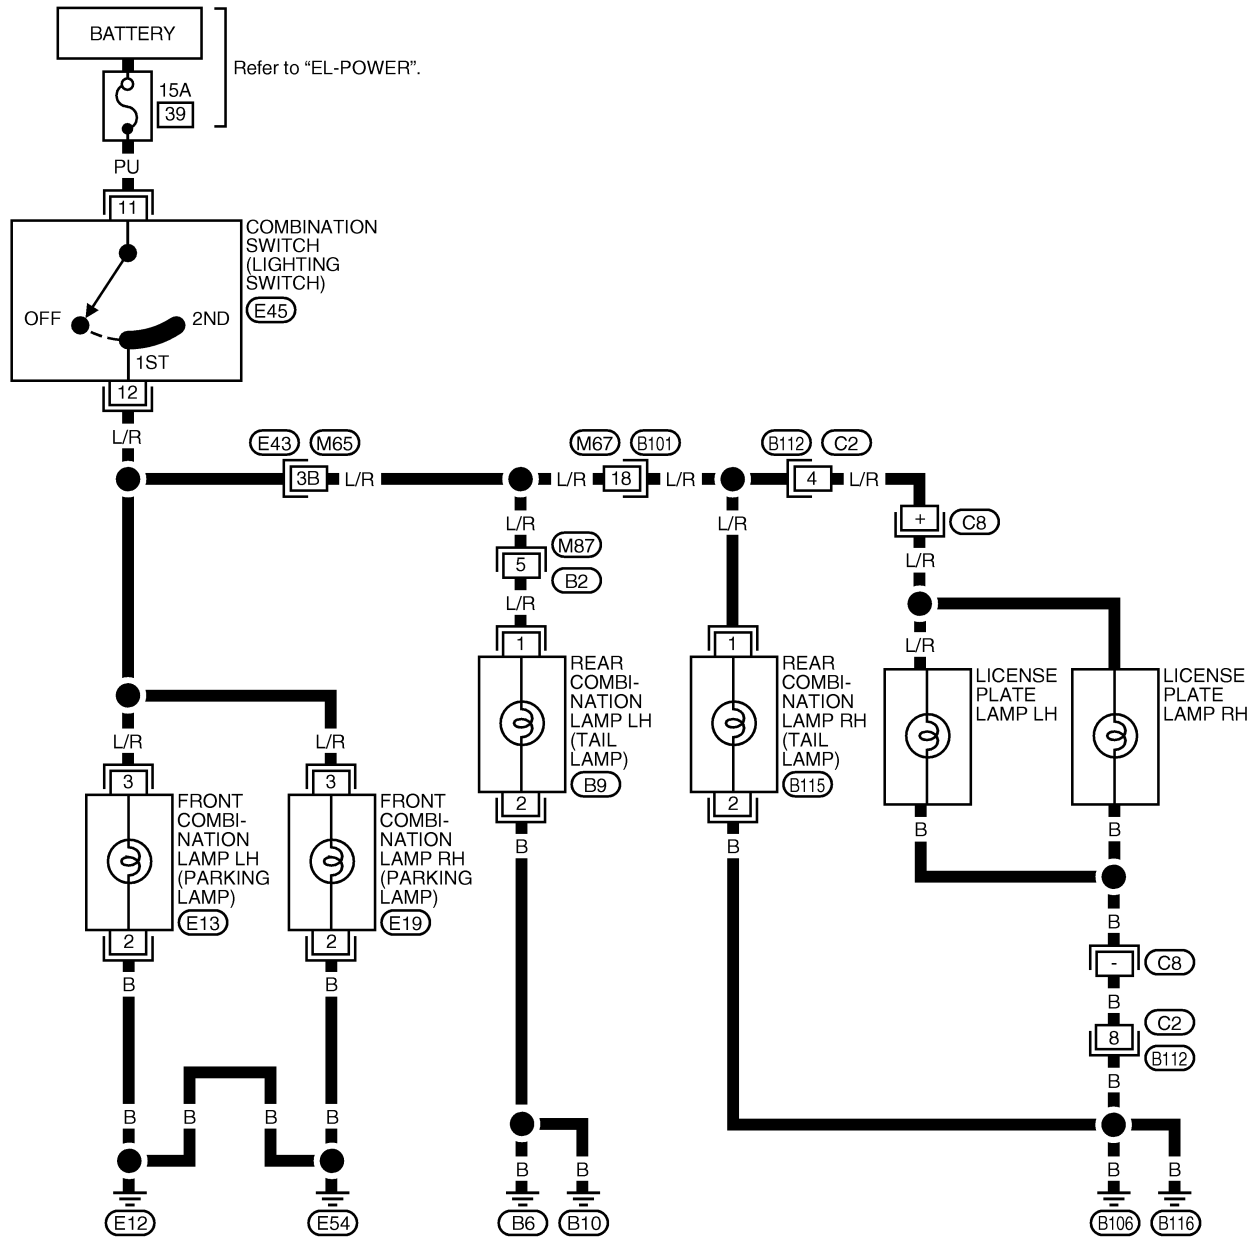 BATTERY
Refer to “EL-POWER”.
15A
39
PU
11
COMBINATION
SWITCH
(LIGHTING
SWITCH)
E45
OFF
2ND
1ST
12
L/R
E43
M65
3B
L/R
M67
B101
L/R
18
L/R
B112
C2
4
L/R
+
C8
L/R
L/R
L/R
M87
5
B2
L/R
L/R
1
REAR
COMBI-
NATION
LAMP LH
(TAIL
LAMP)
B9
2
B
1
REAR
COMBI-
NATION
LAMP RH
(TAIL
LAMP)
B115
2
B
LICENSE
PLATE
LAMP LH
B
LICENSE
PLATE
LAMP RH
B
L/R
3
FRONT
COMBI-
NATION
LAMP LH
(PARKING
LAMP)
E13
2
B
L/R
3
FRONT
COMBI-
NATION
LAMP RH
(PARKING
LAMP)
E19
2
B
B
-
C8
B
8
C2
B112
B
B
B
B
B
B
B
B
B
E12
E54
B6
B10
B106
B116